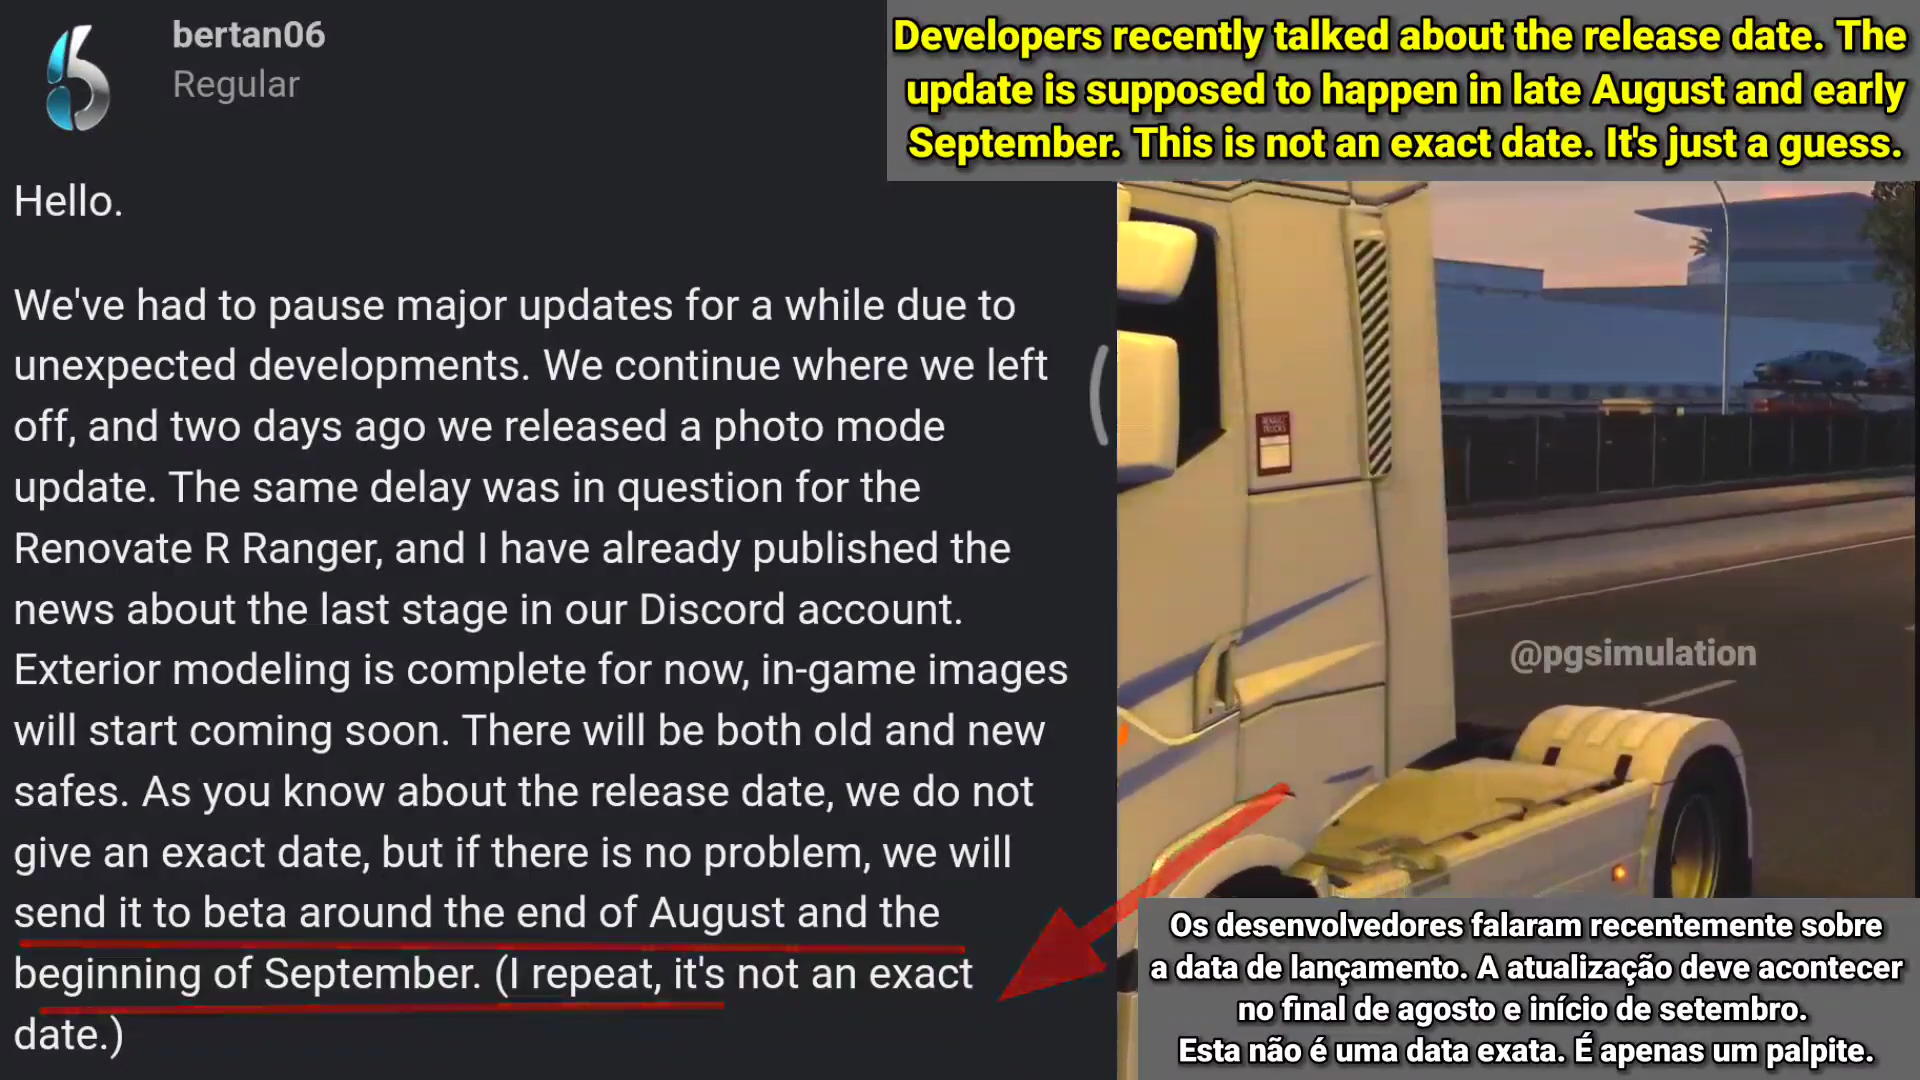 bertan06
Regular
Hello.
We've had to pause major updates for a while due to
unexpected developments. We continue where we left
off, and two days ago we released a photo mode
update. The same delay was in question for the
Renovate R Ranger, and I have already published the
news about the last stage in our Discord account.
Exterior modeling is complete for now, in-game images
will start coming soon. There will be both old and new
safes. As you know about the release date, we do not
give an exact date, but if there is no problem, we will
send it to beta around the end of August and the
beginning of September. (I repeat, it's not an exact
date.)
Developers recently talked about the release date. The
update is supposed to happen in late August and early
September. This is not an exact date. It's just a guess.
RENAULT
TRUCKS
@pgsimulation
Os desenvolvedores falaram recentemente sobre
a data de lançamento. A atualização deve acontecer
no final de agosto e início de setembro.
Esta não é uma data exata. É apenas um palpite.